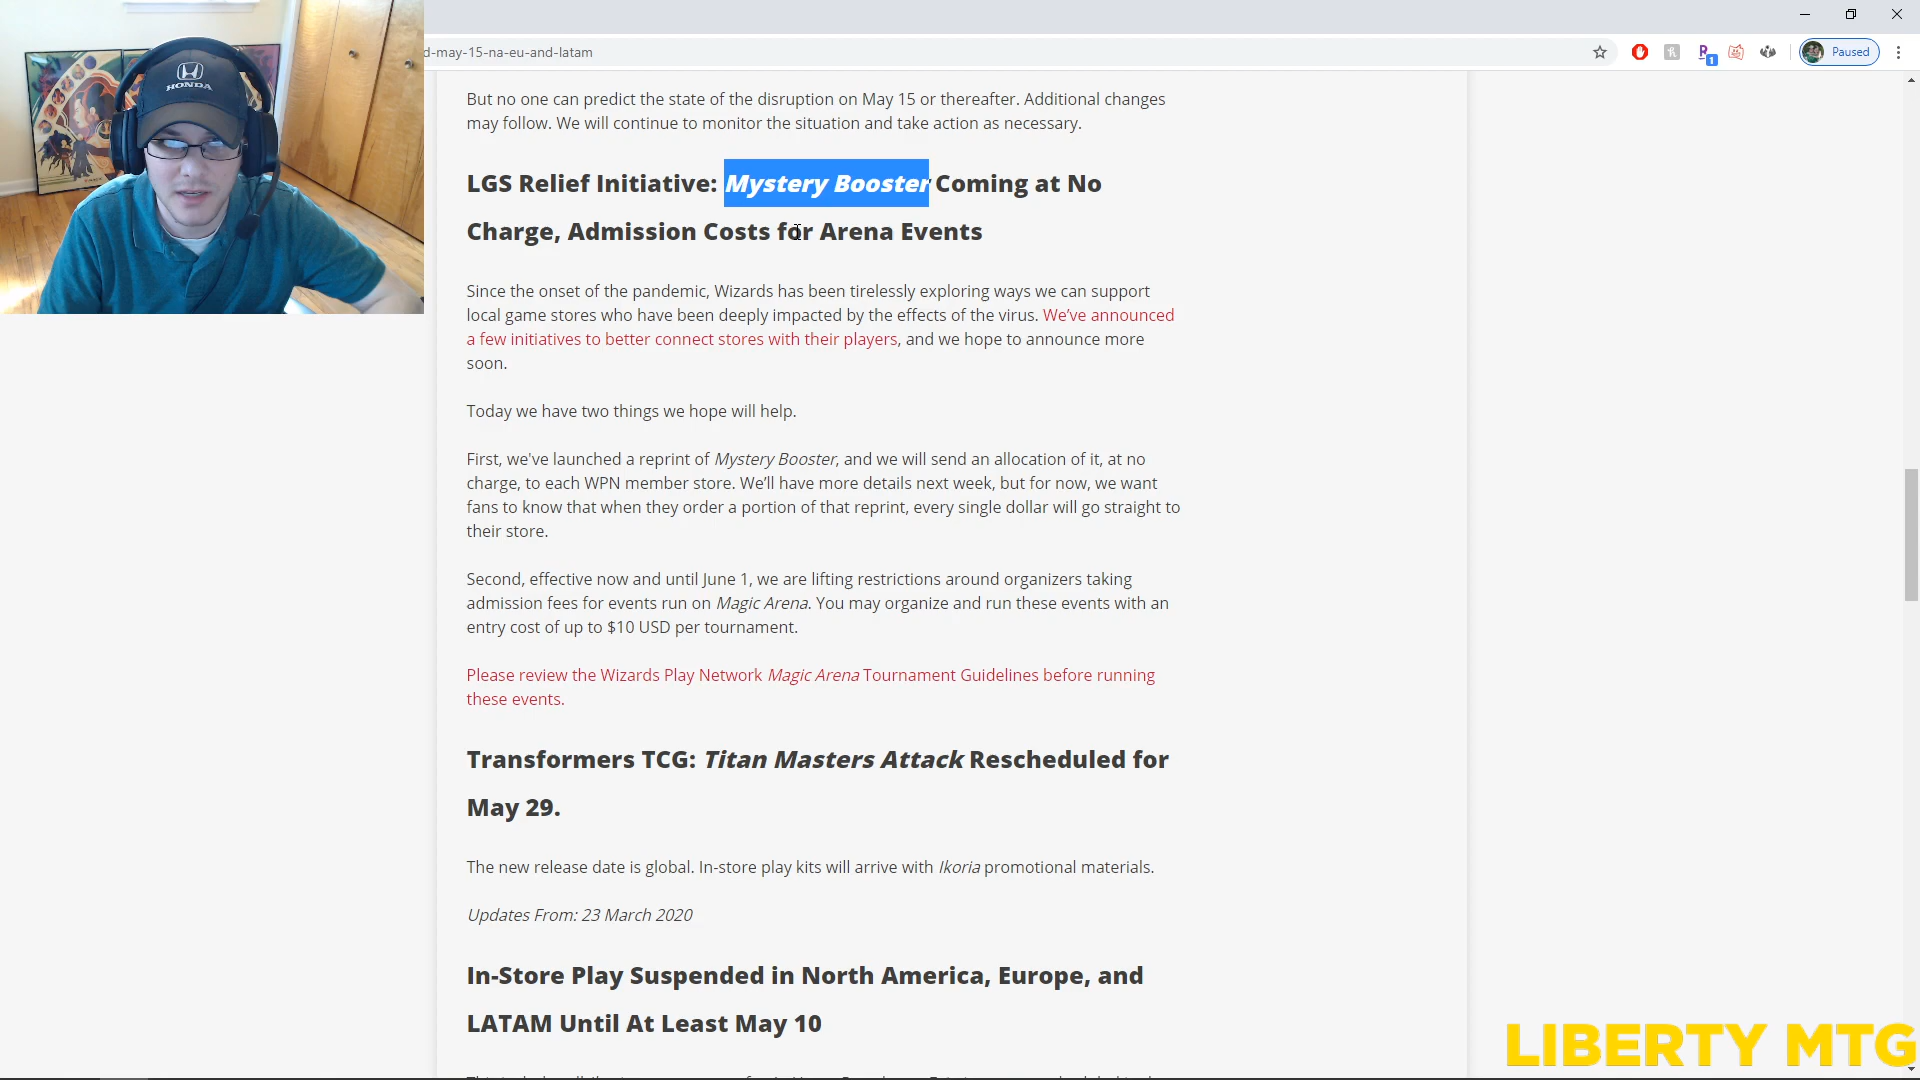 HONDA
d-may-15-na-eu-and-latam
Paused
But no one can predict the state of the disruption on May 15 or thereafter. Additional changes
may follow. We will continue to monitor the situation and take action as necessary.
LGS Relief Initiative: Mystery Booster Coming at No
Charge, Admission Costs for Arena Events
Since the onset of the pandemic, Wizards has been tirelessly exploring ways we can support
local game stores who have been deeply impacted by the effects of the virus. We’ve announced
a few initiatives to better connect stores with their players, and we hope to announce more
soon.
Today we have two things we hope will help.
First, we've launched a reprint of Mystery Booster, and we will send an allocation of it, at no
charge, to each WPN member store. We’ll have more details next week, but for now, we want
fans to know that when they order a portion of that reprint, every single dollar will go straight to
their store.
Second, effective now and until June 1, we are lifting restrictions around organizers taking
admission fees for events run on Magic Arena. You may organize and run these events with an
entry cost of up to $10 USD per tournament.
Please review the Wizards Play Network Magic Arena Tournament Guidelines before running
these events.
Transformers TCG: Titan Masters Attack Rescheduled for
May 29.
The new release date is global. In-store play kits will arrive with Ikoria promotional materials.
Updates From: 23 March 2020
In-Store Play Suspended in North America, Europe, and
LATAM Until At Least May 10
LIBERTY MTG